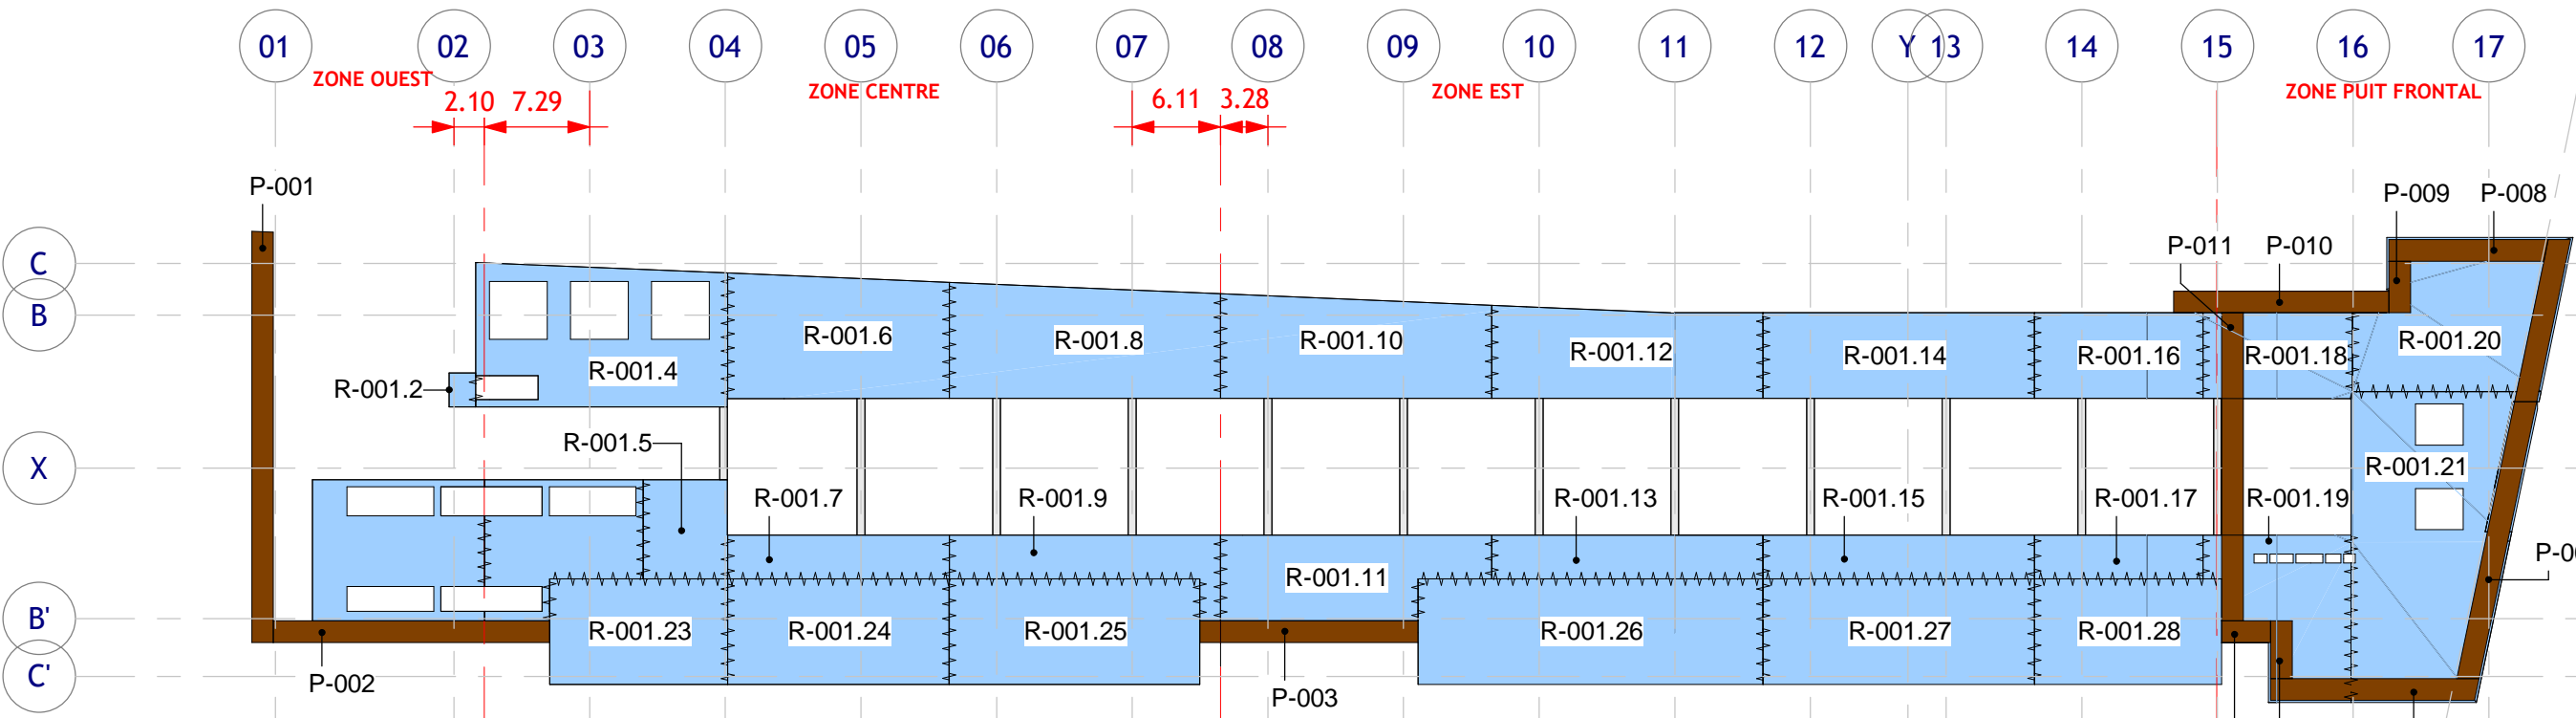 01 02 03 04 05 06 07 08 09 10 11 12 Y 13 14 15 16 17
ZONE OUEST ZONE CENTRE ZONE EST ZONE PUIT FRONTAL
2.10 7.29 6.11 3.28
P-001 P-009 P-008
C P-011 P-010
B
R-001.6 R-001.8 R-001.10 R-001.12 R-001.14 R-001.16 R-001.18 R-001.20
R-001.2 R-001.4
R-001.5
X R-001.21
R-001.7 R-001.9 R-001.13 R-001.15 R-001.17 R-001.19
R-001.11
B' R-001.23 R-001.24 R-001.25 R-001.26 R-001.27 R-001.28
C' P-002 P-003